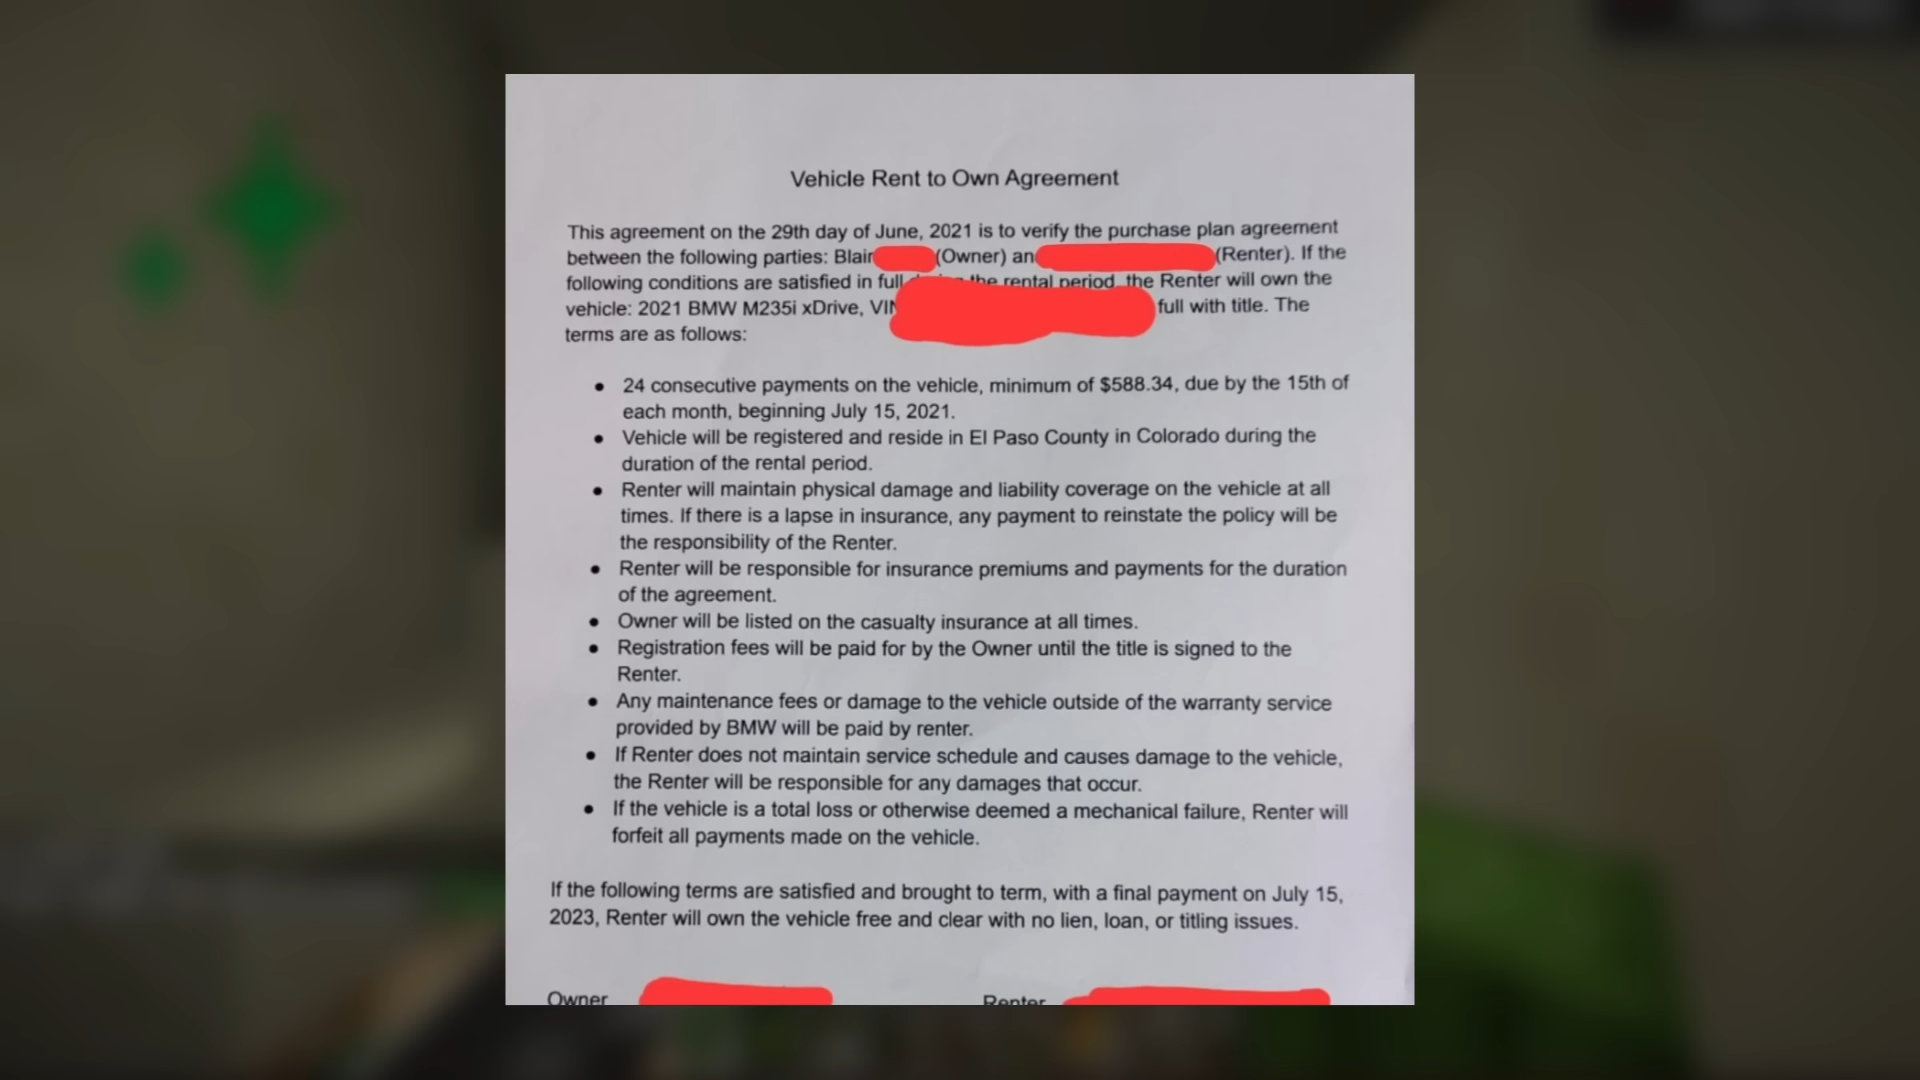 Vehicle Rent to Own Agreement
This agreement on the 29th day of June, 2021 is to verify the purchase plan agreement
between the following parties: Blair (Owner) an (Renter). If the
following conditions are satisfied in full the rental period, the Renter will own the
vehicle: 2021 BMW M235i xDrive, VIN full with title. The
terms are as follows:
● 24 consecutive payments on the vehicle, minimum of $588.34, due by the 15th of
each month, beginning July 15, 2021.
● Vehicle will be registered and reside in El Paso County in Colorado during the
duration of the rental period.
● Renter will maintain physical damage and liability coverage on the vehicle at all
times. If there is a lapse in insurance, any payment to reinstate the policy will be
the responsibility of the Renter.
● Renter will be responsible for insurance premiums and payments for the duration
of the agreement.
● Owner will be listed on the casualty insurance at all times.
● Registration fees will be paid for by the Owner until the title is signed to the
Renter.
● Any maintenance fees or damage to the vehicle outside of the warranty service
provided by BMW will be paid by renter.
● If Renter does not maintain service schedule and causes damage to the vehicle,
the Renter will be responsible for any damages that occur.
● If the vehicle is a total loss or otherwise deemed a mechanical failure, Renter will
forfeit all payments made on the vehicle.
If the following terms are satisfied and brought to term, with a final payment on July 15,
2023, Renter will own the vehicle free and clear with no lien, loan, or titling issues.
Owner Renter